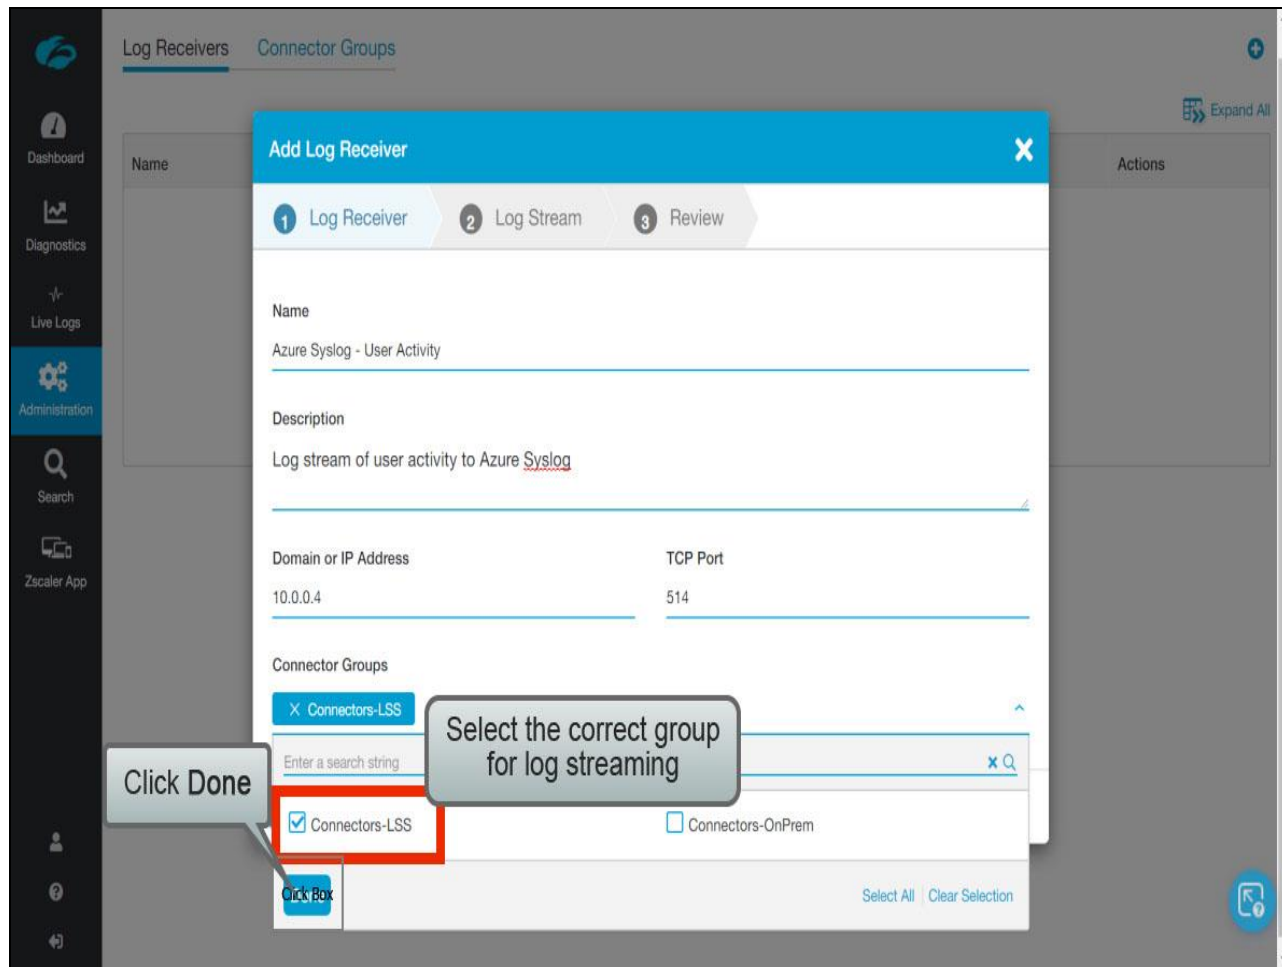 Log Receivers Connector Groups
Expand All
Dashboard
Diagnostics
Live Logs
Administration
Search
Zscaler App
Name
Actions
Add Log Receiver
1 Log Receiver 2 Log Stream 3 Review
Name
Azure Syslog - User Activity
Description
Log stream of user activity to Azure Syslog
Domain or IP Address TCP Port
10.0.0.4 514
Connector Groups
X Connectors-LSS
Select the correct group
for log streaming
Enter a search string
Click Done
Connectors-LSS Connectors-OnPrem
Click Box
Select All Clear Selection